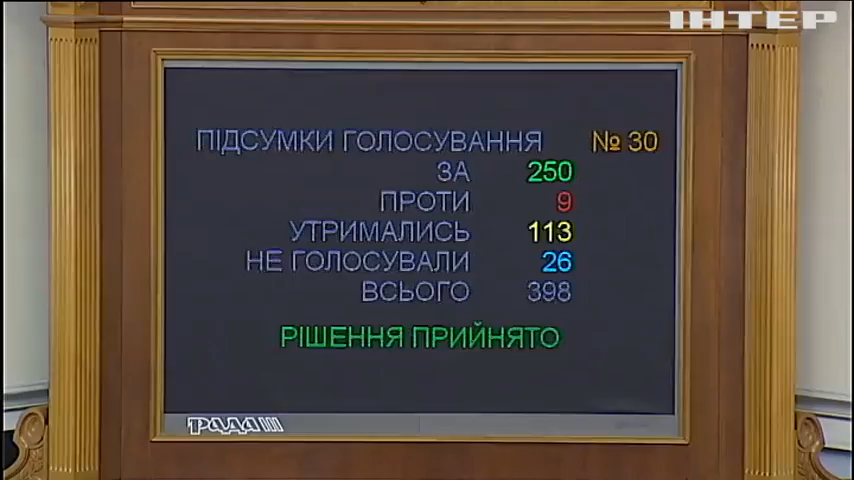 ІНТЕР
ПІДСУМКИ ГОЛОСУВАННЯ № 30
ЗА 250
ПРОТИ 9
УТРИМАЛИСЬ 113
НЕ ГОЛОСУВАЛИ 26
ВСЬОГО 398
РІШЕННЯ ПРИЙНЯТО
РАДА